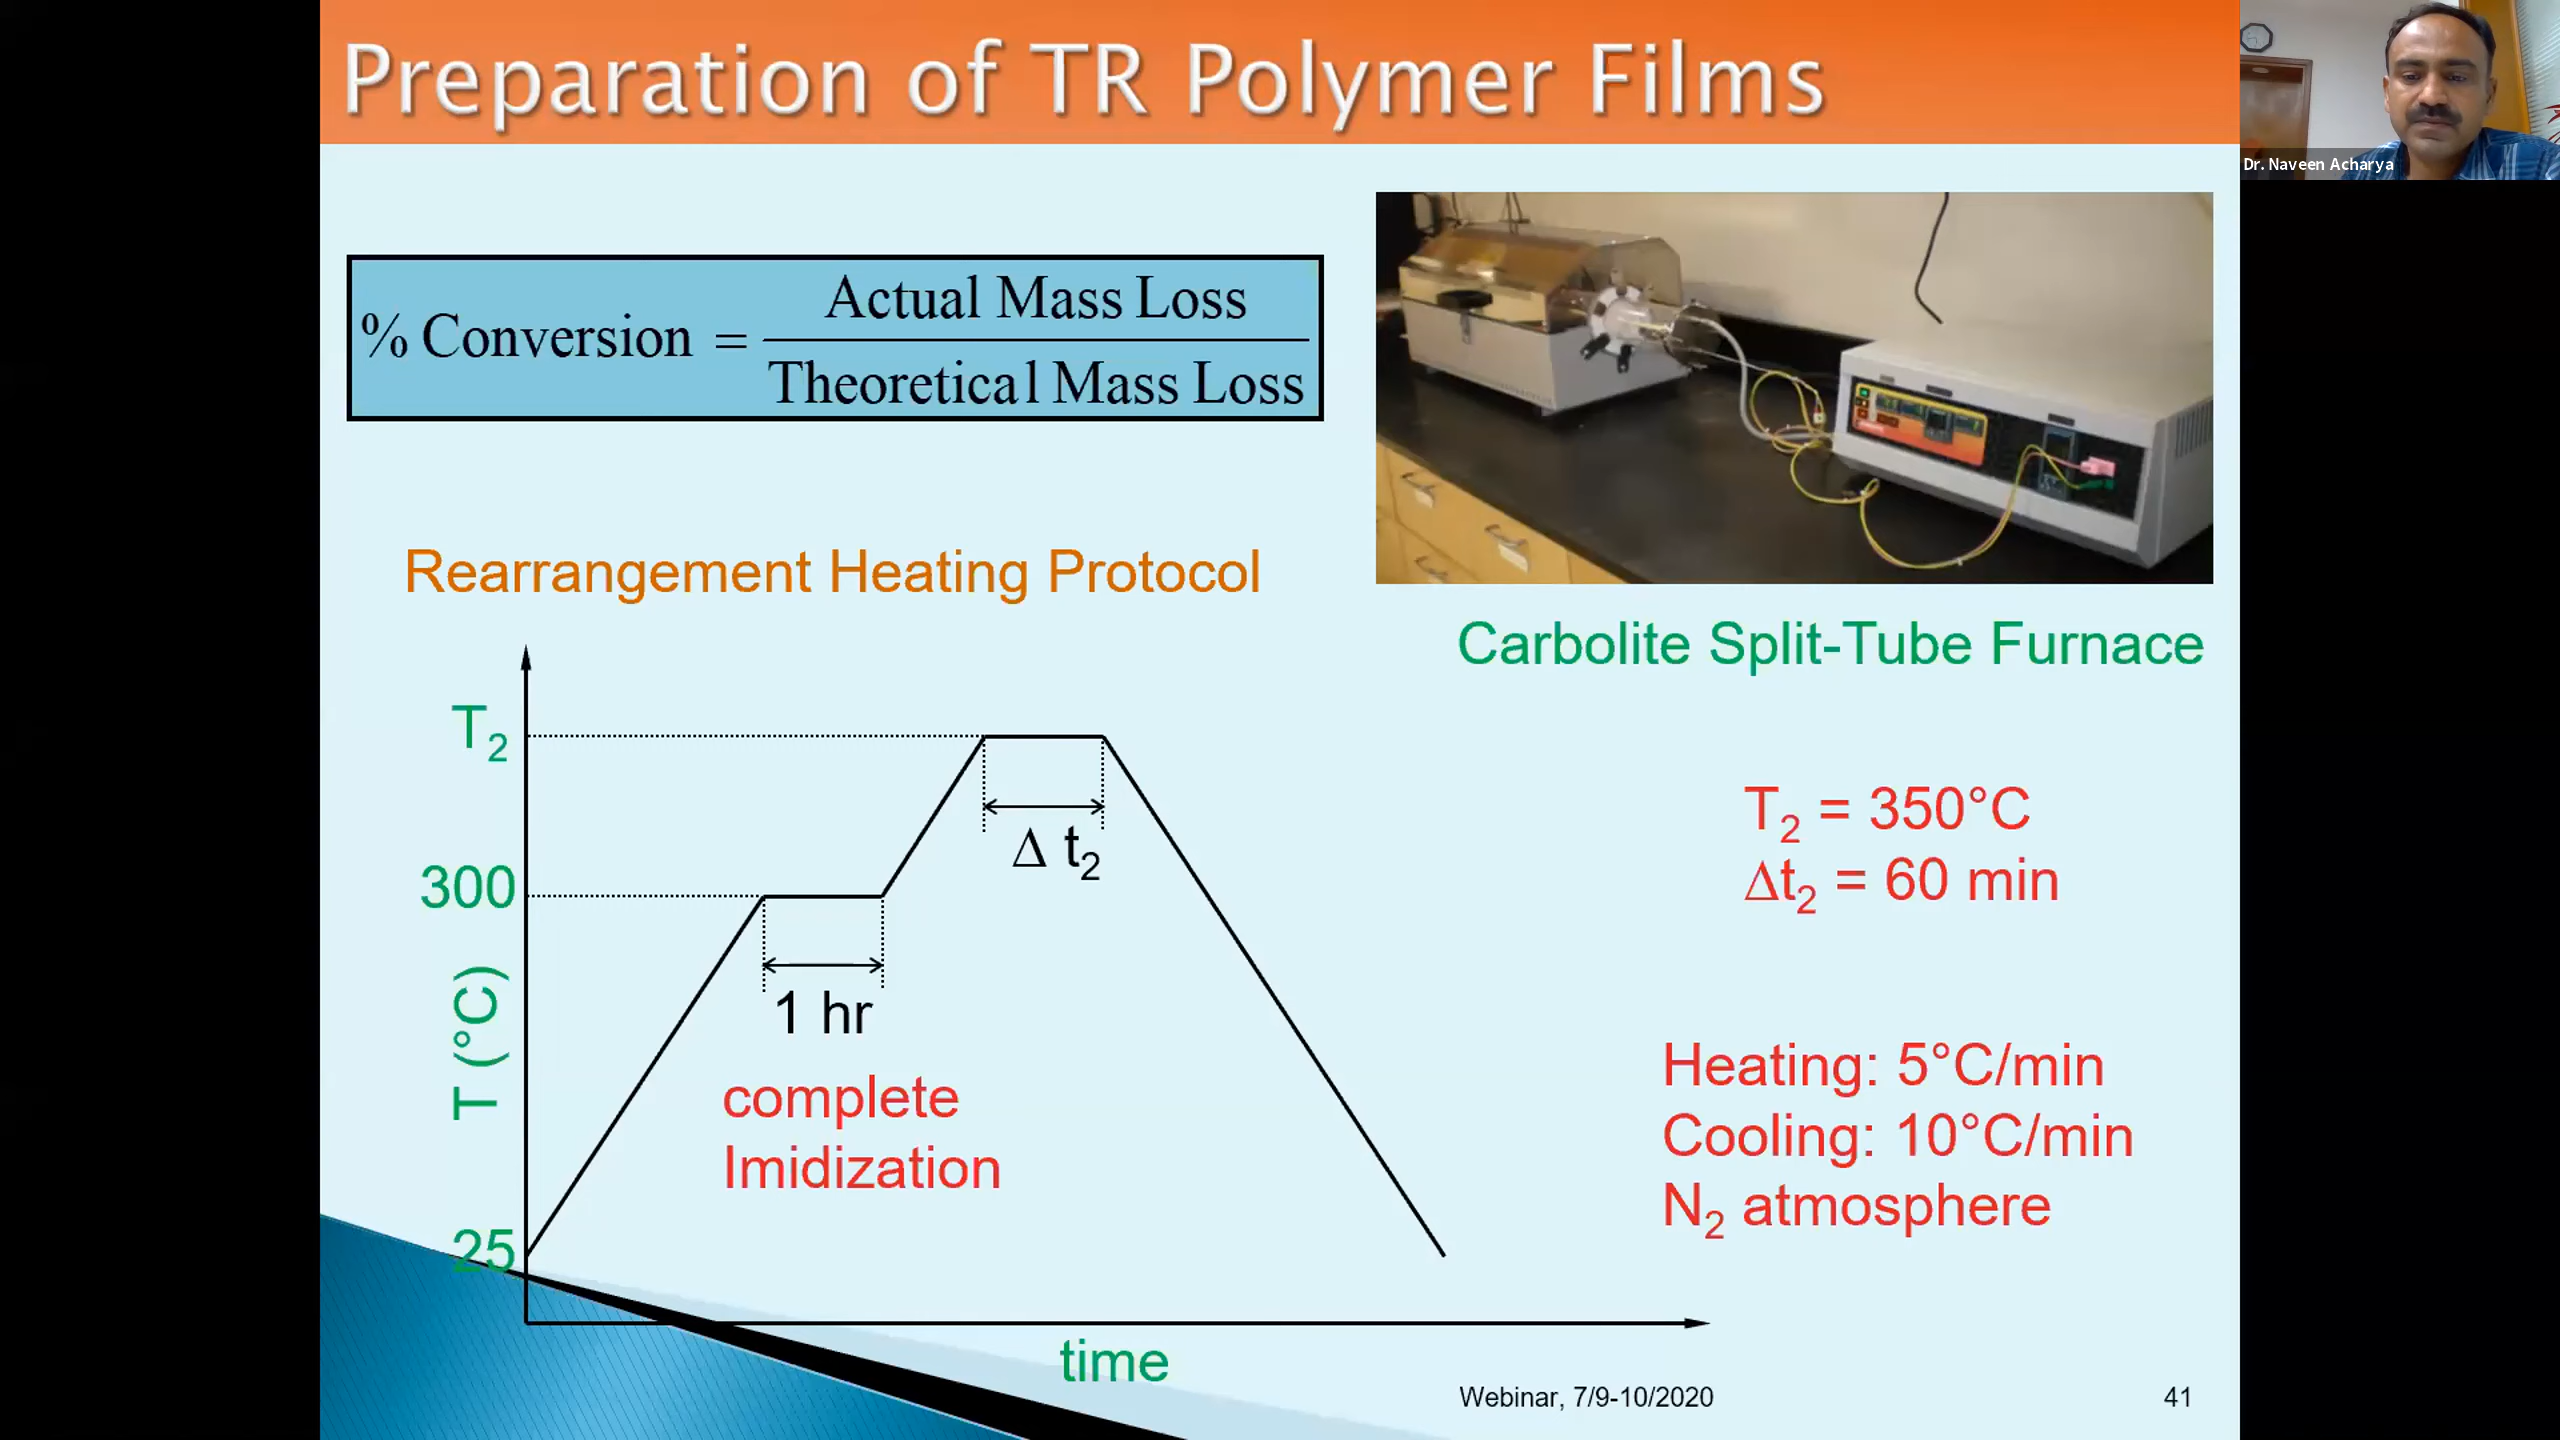 Preparation of TR Polymer Films
Dr. Naveen Acharya
% Conversion = Actual Mass Loss
Theoretical Mass Loss
Rearrangement Heating Protocol
Carbolite Split-Tube Furnace
T₂
300
25
T (°C)
Δ t₂
1 hr
complete
Imidization
time
T₂ = 350°C
Δt₂ = 60 min
Heating: 5°C/min
Cooling: 10°C/min
N₂ atmosphere
Webinar, 7/9-10/2020
41